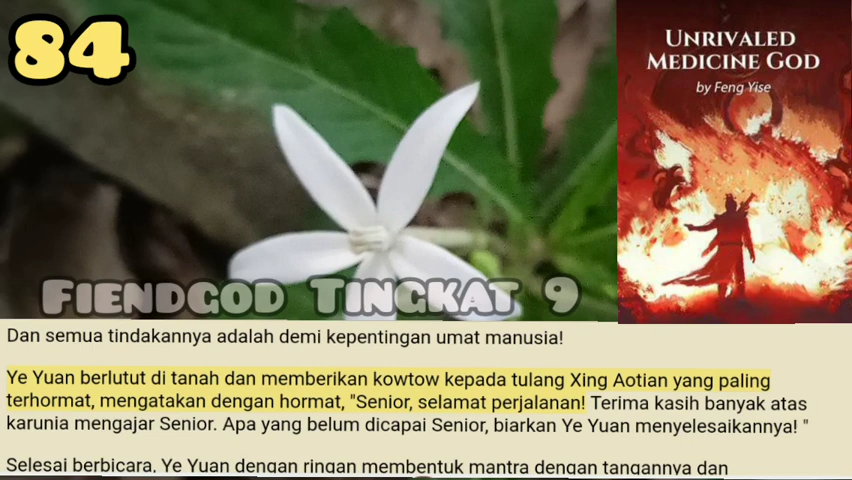 84
UNRIVALED
MEDICINE GOD
by Feng Yise
FIENDGOD TINGKAT 9
Dan semua tindakannya adalah demi kepentingan umat manusia!
Ye Yuan berlutut di tanah dan memberikan kowtow kepada tulang Xing Aotian yang paling
terhormat, mengatakan dengan hormat, "Senior, selamat perjalanan! Terima kasih banyak atas
karunia mengajar Senior. Apa yang belum dicapai Senior, biarkan Ye Yuan menyelesaikannya! "
Selesai berbicara, Ye Yuan dengan ringan membentuk mantra dengan tangannya dan